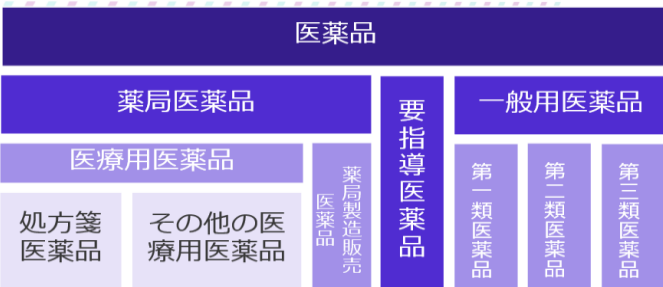 医薬品
薬局医薬品
要指導医薬品
一般用医薬品
医療用医薬品
薬局製造販売
医薬品
第一類医薬品
第二類医薬品
第三類医薬品
処方箋
医薬品
その他の医
療用医薬品